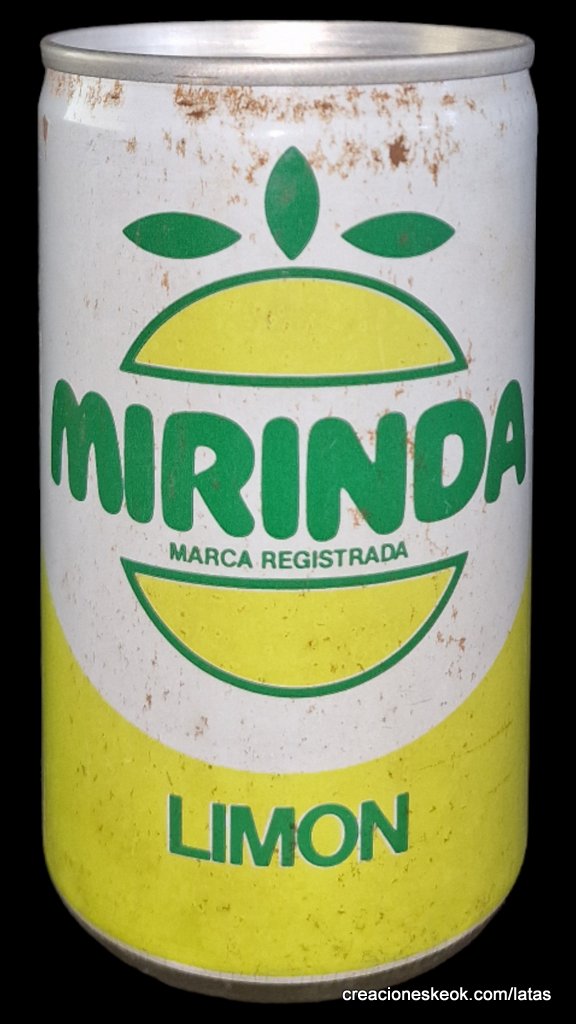 MIRINDA
MARCA REGISTRADA
LIMON
creacioneskeok.com/latas